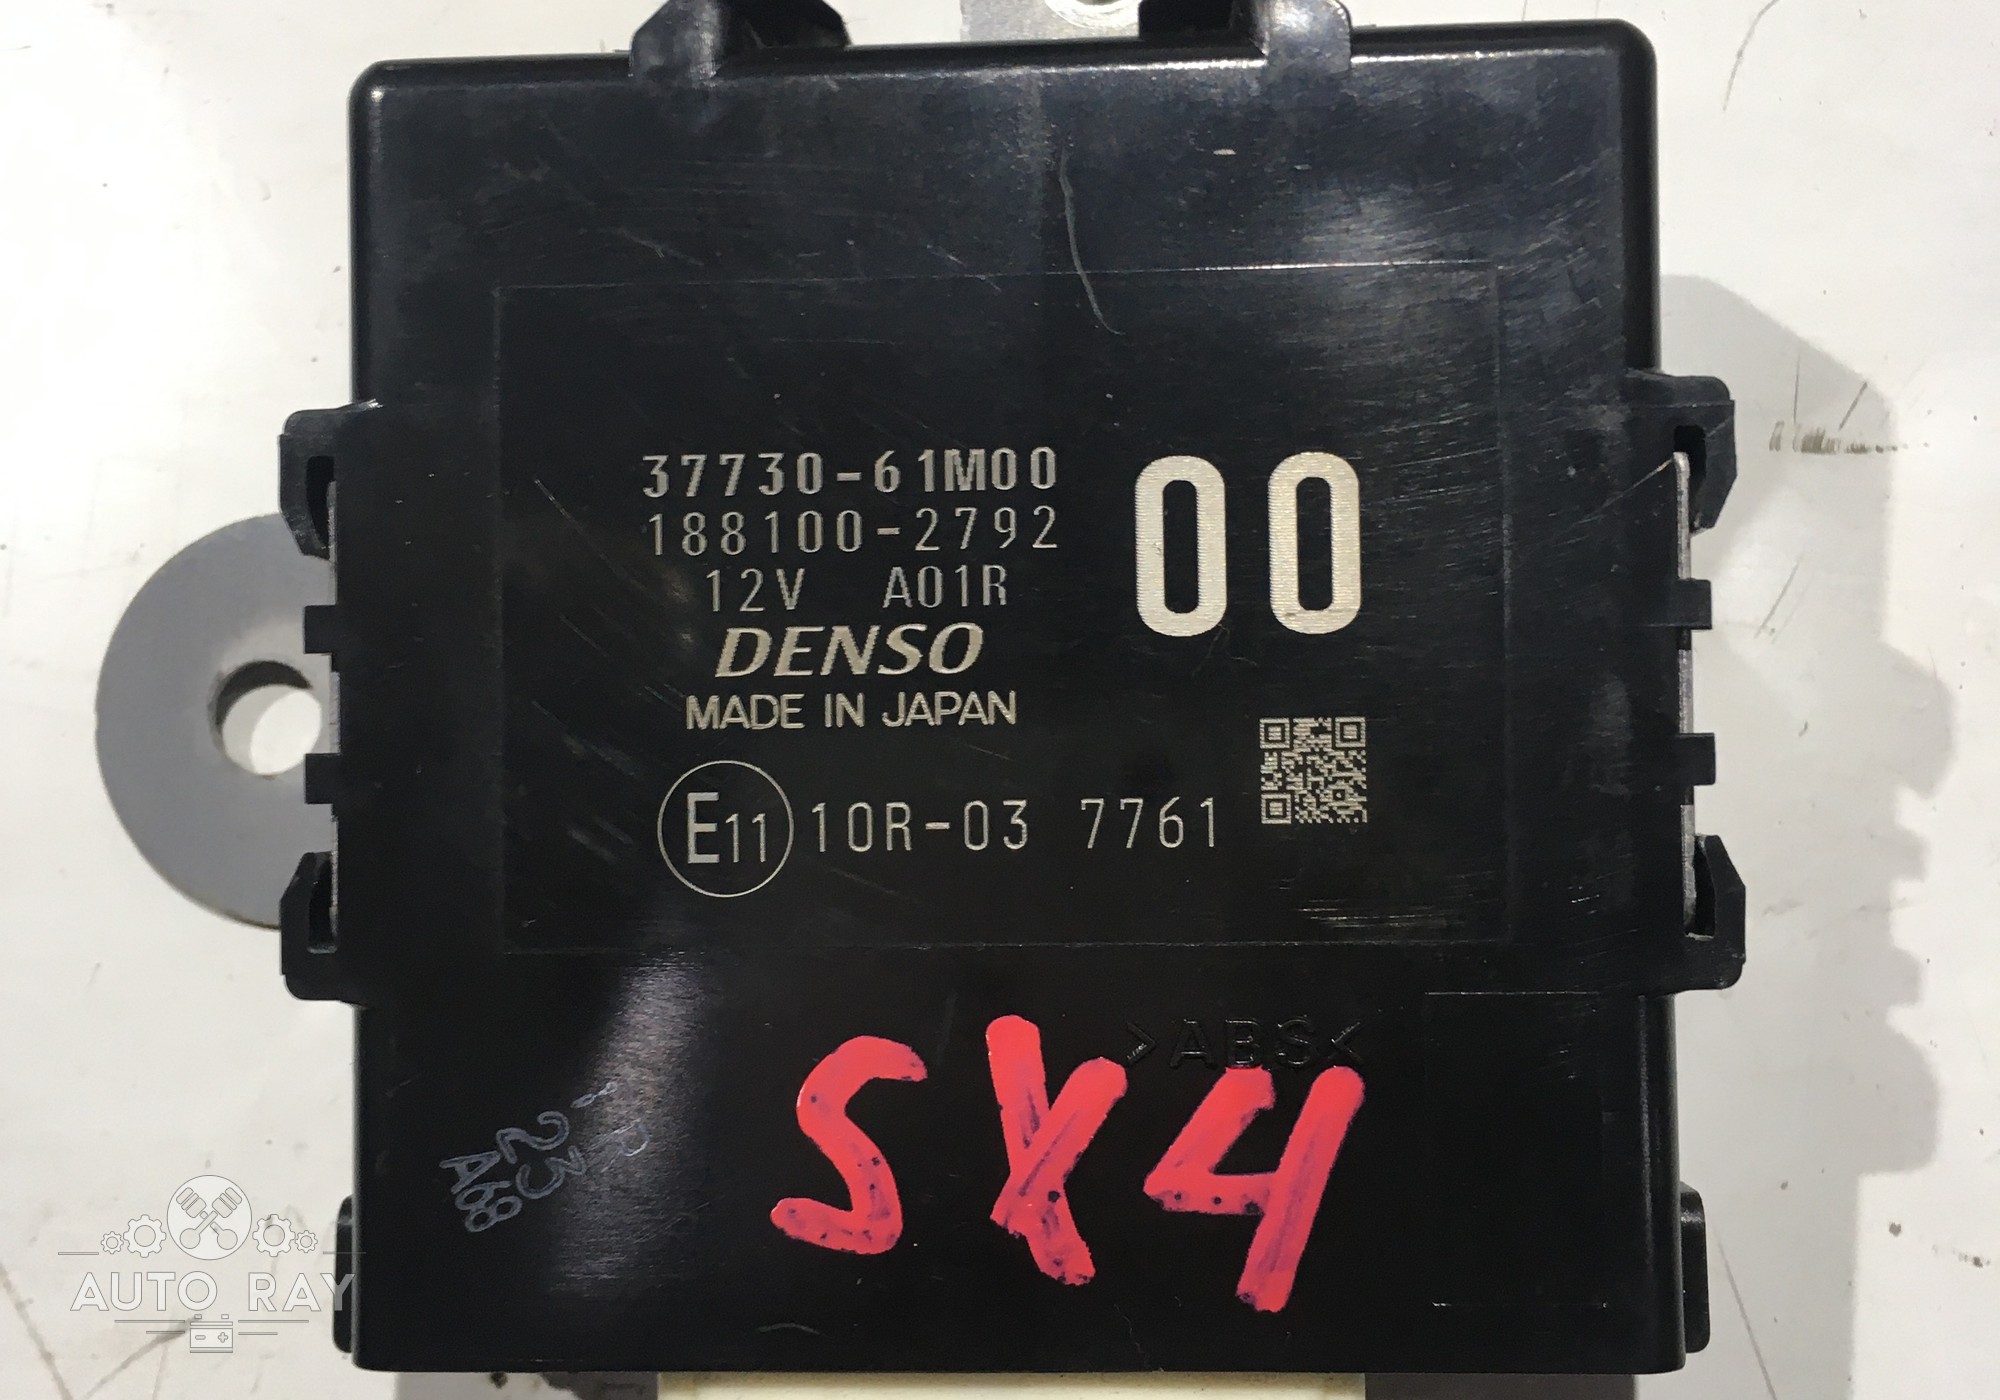 37730-61M00
188100-2792
12V A01R
00
DENSO
MADE IN JAPAN
E11 10R-03 7761
>ABS<
SX4
23
A68
AUTO RAY